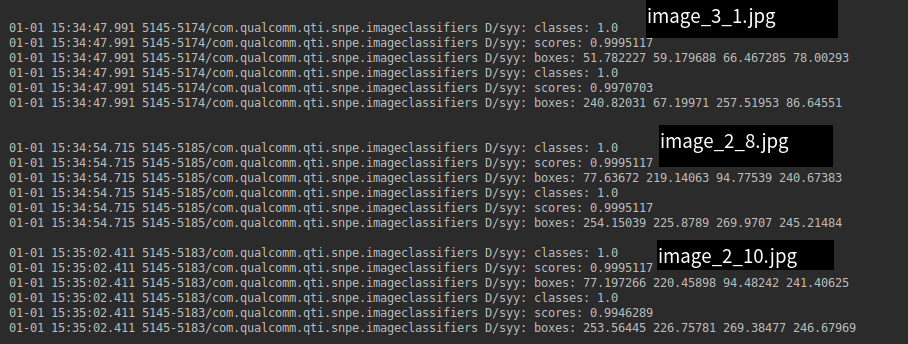 image_3_1.jpg
01-01 15:34:47.991 5145-5174/com.qualcomm.qti.snpe.imageclassifiers D/syy: classes: 1.0
01-01 15:34:47.991 5145-5174/com.qualcomm.qti.snpe.imageclassifiers D/syy: scores: 0.9995117
01-01 15:34:47.991 5145-5174/com.qualcomm.qti.snpe.imageclassifiers D/syy: boxes: 51.782227 59.179688 66.467285 78.00293
01-01 15:34:47.991 5145-5174/com.qualcomm.qti.snpe.imageclassifiers D/syy: classes: 1.0
01-01 15:34:47.991 5145-5174/com.qualcomm.qti.snpe.imageclassifiers D/syy: scores: 0.9970703
01-01 15:34:47.991 5145-5174/com.qualcomm.qti.snpe.imageclassifiers D/syy: boxes: 240.82031 67.19971 257.51953 86.64551
image_2_8.jpg
01-01 15:34:54.715 5145-5185/com.qualcomm.qti.snpe.imageclassifiers D/syy: classes: 1.0
01-01 15:34:54.715 5145-5185/com.qualcomm.qti.snpe.imageclassifiers D/syy: scores: 0.9995117
01-01 15:34:54.715 5145-5185/com.qualcomm.qti.snpe.imageclassifiers D/syy: boxes: 77.63672 219.14063 94.77539 240.67383
01-01 15:34:54.715 5145-5185/com.qualcomm.qti.snpe.imageclassifiers D/syy: classes: 1.0
01-01 15:34:54.715 5145-5185/com.qualcomm.qti.snpe.imageclassifiers D/syy: scores: 0.9995117
01-01 15:34:54.715 5145-5185/com.qualcomm.qti.snpe.imageclassifiers D/syy: boxes: 254.15039 225.8789 269.9707 245.21484
image_2_10.jpg
01-01 15:35:02.411 5145-5183/com.qualcomm.qti.snpe.imageclassifiers D/syy: classes: 1.0
01-01 15:35:02.411 5145-5183/com.qualcomm.qti.snpe.imageclassifiers D/syy: scores: 0.9995117
01-01 15:35:02.411 5145-5183/com.qualcomm.qti.snpe.imageclassifiers D/syy: boxes: 77.197266 220.45898 94.48242 241.40625
01-01 15:35:02.411 5145-5183/com.qualcomm.qti.snpe.imageclassifiers D/syy: classes: 1.0
01-01 15:35:02.411 5145-5183/com.qualcomm.qti.snpe.imageclassifiers D/syy: scores: 0.9946289
01-01 15:35:02.411 5145-5183/com.qualcomm.qti.snpe.imageclassifiers D/syy: boxes: 253.56445 226.75781 269.38477 246.67969